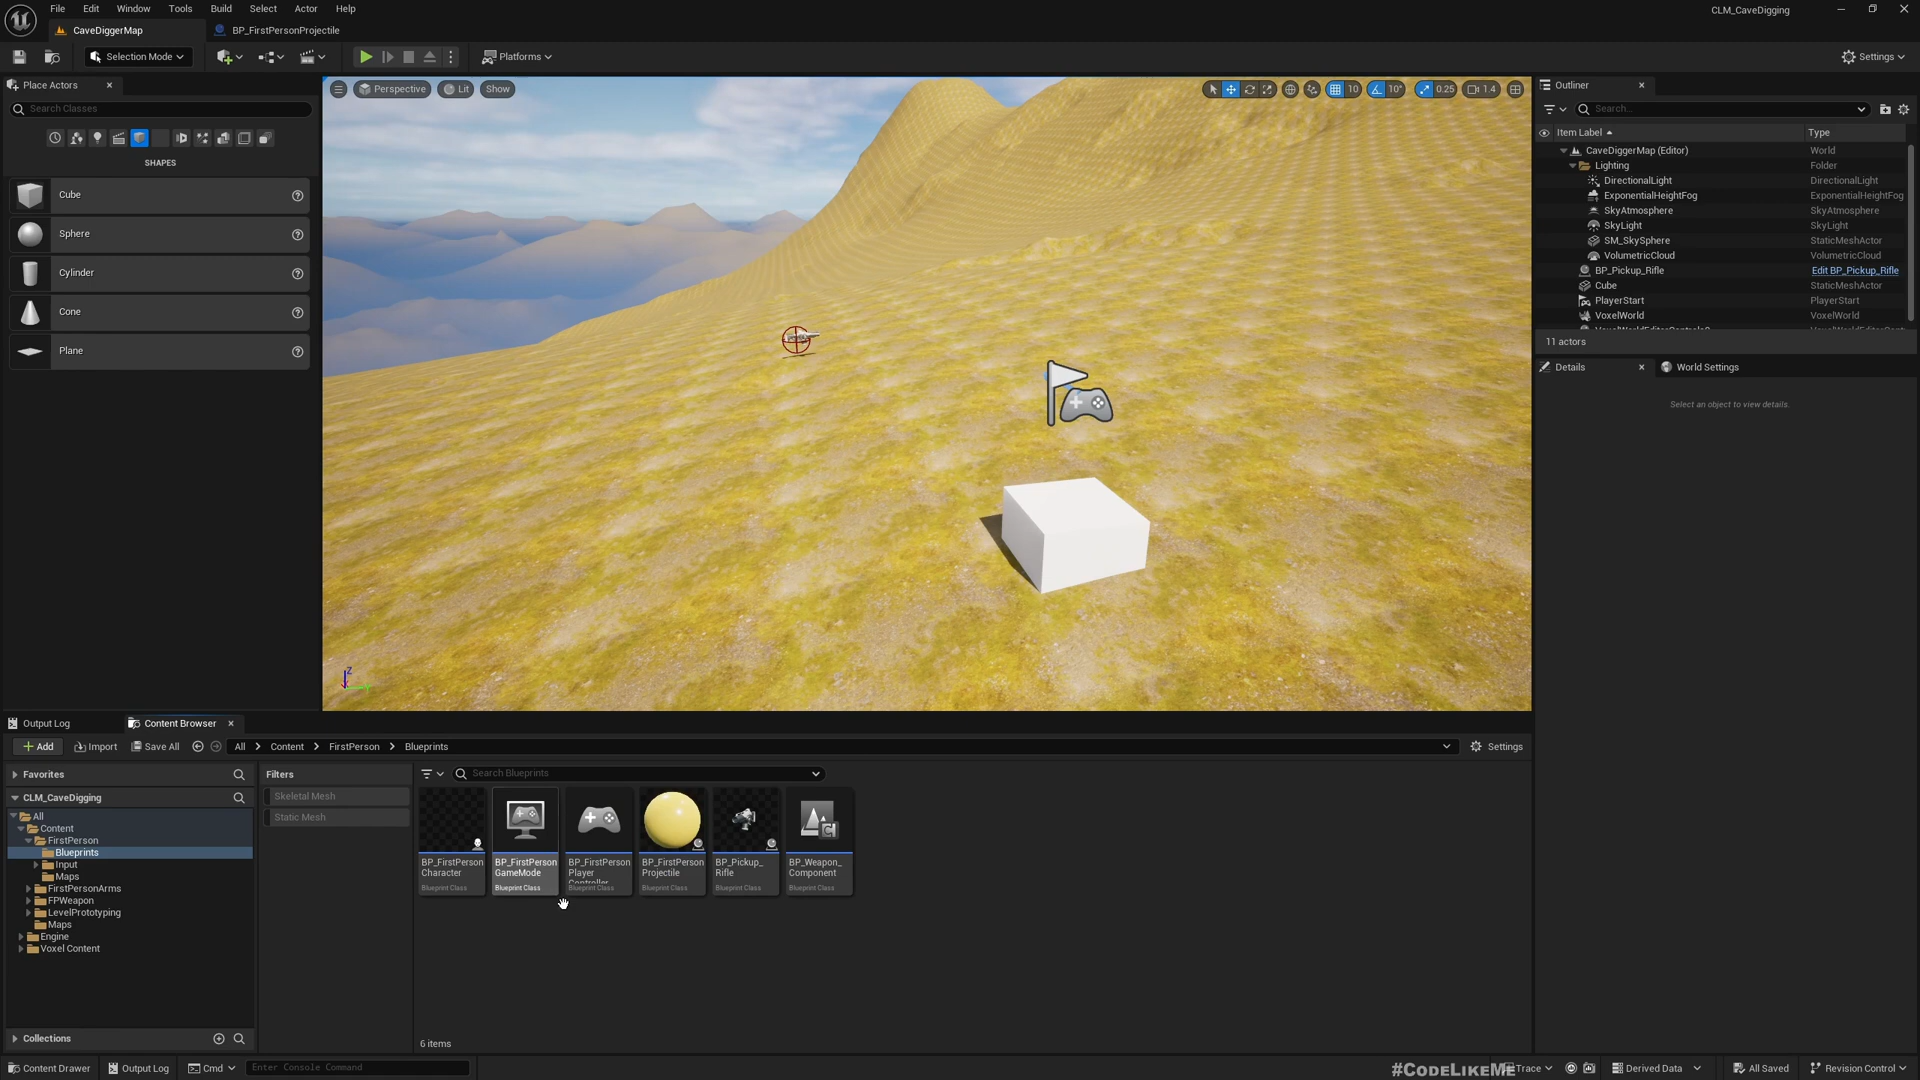 File Edit Window Tools Build Select Actor Help
CLM_CaveDigging
CaveDiggerMap
BP_FirstPersonProjectile
Selection Mode
Platforms
Settings
Place Actors
Search Classes
SHAPES
Cube
Sphere
Cylinder
Cone
Plane
Perspective
Lit
Show
10
10°
0.25
1.4
Outliner
Search...
Item Label
Type
CaveDiggerMap (Editor) World
Lighting Folder
DirectionalLight DirectionalLight
ExponentialHeightFog ExponentialHeightFog
SkyAtmosphere SkyAtmosphere
SkyLight SkyLight
SM_SkySphere StaticMeshActor
VolumetricCloud VolumetricCloud
BP_Pickup_Rifle Edit BP_Pickup_Rifle
Cube StaticMeshActor
PlayerStart PlayerStart
VoxelWorld VoxelWorld
11 actors
Details
World Settings
Select an object to view details.
Output Log
Content Browser
Add
Import
Save All
All
Content
FirstPerson
Blueprints
Settings
Favorites
CLM_CaveDigging
All
Content
FirstPerson
Blueprints
Input
Maps
FirstPersonArms
FPWeapon
LevelPrototyping
Maps
Engine
Voxel Content
Collections
Filters
Skeletal Mesh
Static Mesh
Search Blueprints
BP_FirstPerson
Character
Blueprint Class
BP_FirstPerson
GameMode
Blueprint Class
BP_FirstPerson
Player
Controller
Blueprint Class
BP_FirstPerson
Projectile
Blueprint Class
BP_Pickup_
Rifle
Blueprint Class
BP_Weapon_
Component
Blueprint Class
6 items
Content Drawer
Output Log
Cmd
Enter Console Command
#CodeLikeMe
Trace
Derived Data
All Saved
Revision Control